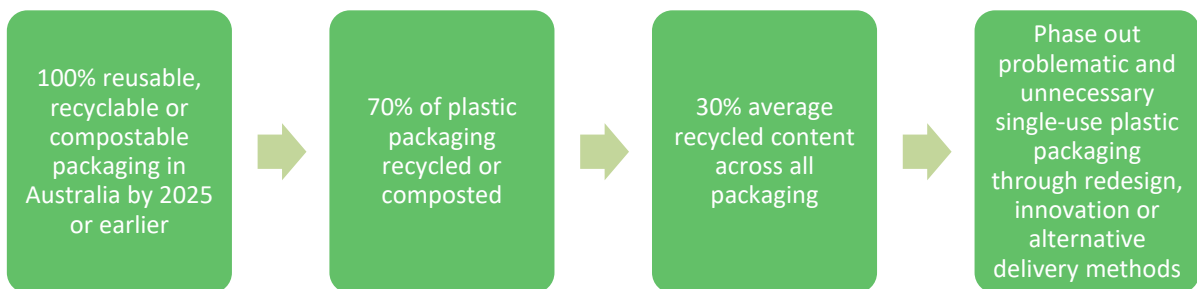 100% reusable,
recyclable or
compostable
packaging in
Australia by 2025
or earlier
70% of plastic
packaging
recycled or
composted
30% average
recycled content
across all
packaging
Phase out
problematic and
unnecessary
single-use plastic
packaging
through redesign,
innovation or
alternative
delivery methods